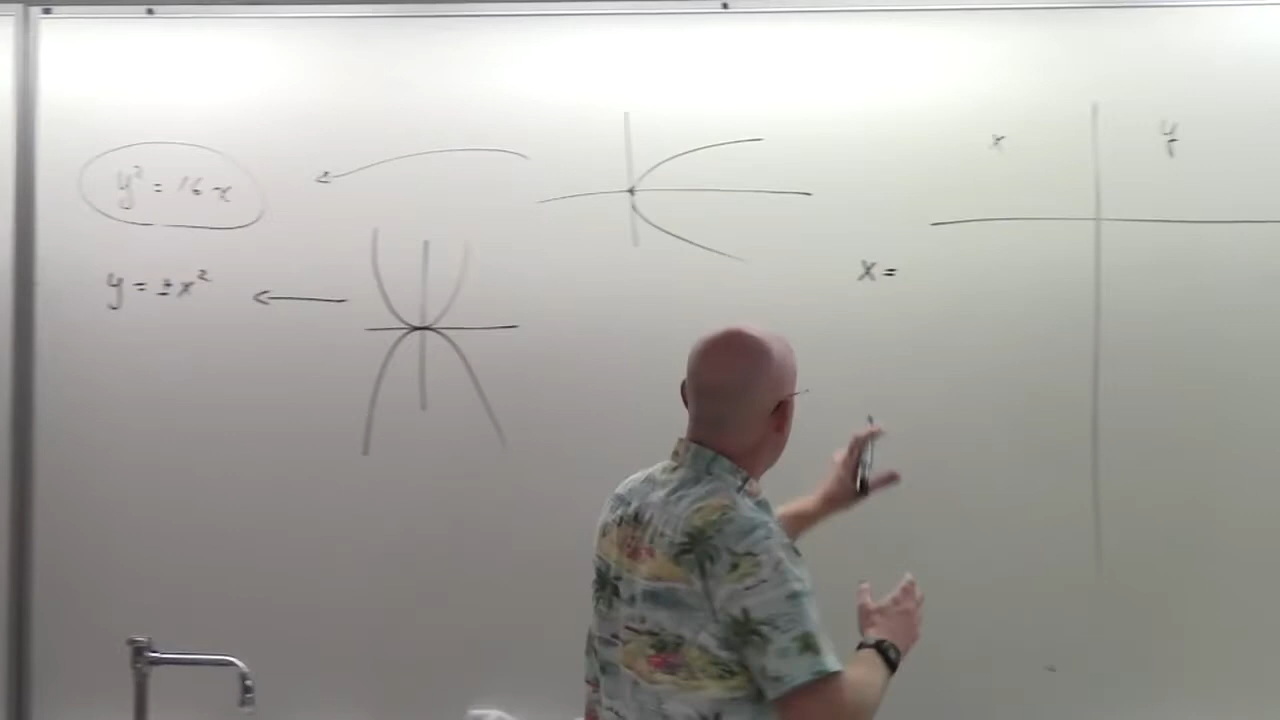 y² = 16x
y = ±x²
x y
x =